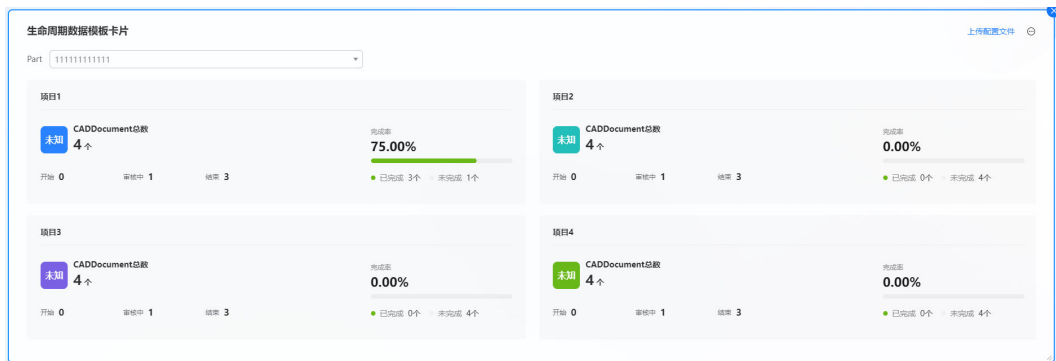 生命周期数据模板卡片 上传配置文件
Part 111111111111
项目1
未知 CADDocument总数
4 个
完成率
75.00%
开始 0 审核中 1 结束 3
已完成 3个 未完成 1个
项目2
未知 CADDocument总数
4 个
完成率
0.00%
开始 0 审核中 1 结束 3
已完成 0个 未完成 4个
项目3
未知 CADDocument总数
4 个
完成率
0.00%
开始 0 审核中 1 结束 3
已完成 0个 未完成 4个
项目4
未知 CADDocument总数
4 个
完成率
0.00%
开始 0 审核中 1 结束 3
已完成 0个 未完成 4个